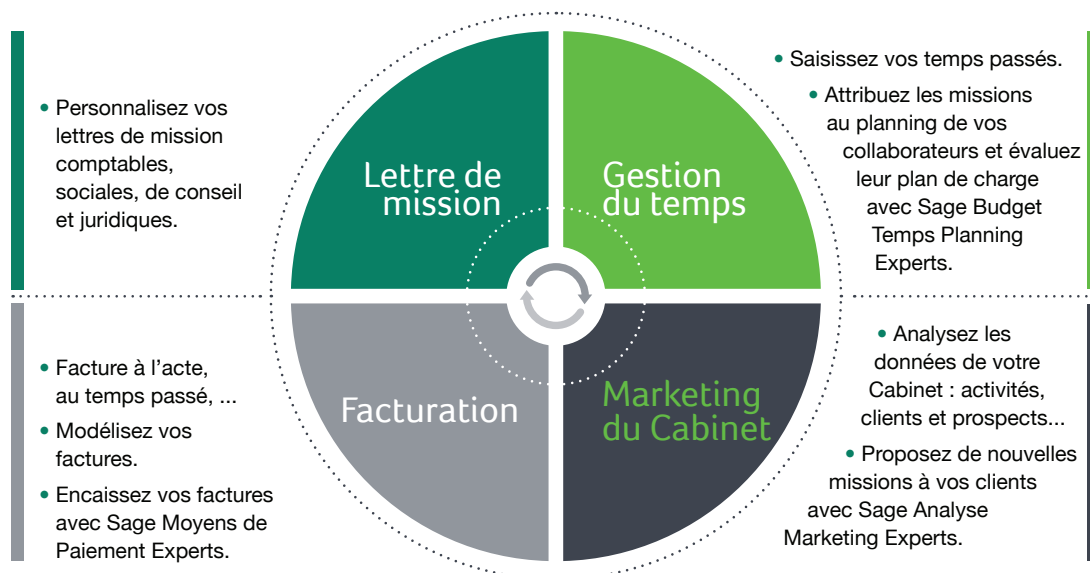 • Personnalisez vos
lettres de mission
comptables,
sociales, de conseil
et juridiques.
Lettre de
mission
Gestion
du temps
• Saisissez vos temps passés.
• Attribuez les missions
au planning de vos
collaborateurs et évaluez
leur plan de charge
avec Sage Budget
Temps Planning
Experts.
• Facture à l’acte,
au temps passé, ...
• Modélisez vos
factures.
• Encaissez vos factures
avec Sage Moyens de
Paiement Experts.
Facturation
Marketing
du Cabinet
• Analysez les
données de votre
Cabinet : activités,
clients et prospects...
• Proposez de nouvelles
missions à vos clients
avec Sage Analyse
Marketing Experts.